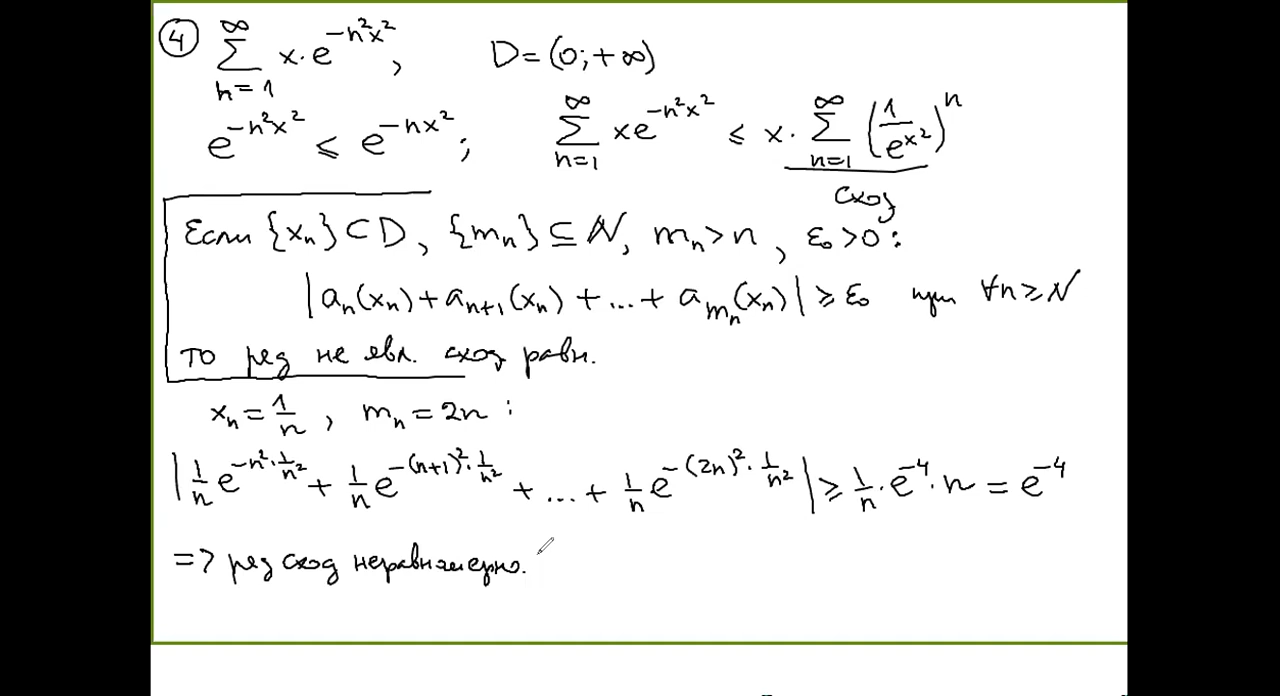 ④ ∑_{n=1}^{∞} x·e^{-n²x²}, D=(0;+∞)
e^{-n²x²} ≤ e^{-nx²}; ∑_{n=1}^{∞} xe^{-n²x²} ≤ x·∑_{n=1}^{∞} (1/e^{x²})^n
сход
Если {x_n}⊂D, {m_n}⊆N, m_n>n, ε₀>0:
|a_n(x_n)+a_{n+1}(x_n)+...+a_{m_n}(x_n)|≥ε₀ при ∀n≥N
то ряд не явл. сход равн.
x_n=1/n, m_n=2n:
|1/n e^{-n²·1/n²} + 1/n e^{-(n+1)²·1/n²} + ... + 1/n e^{-(2n)²·1/n²}| ≥ 1/n·e^{-4}·n = e^{-4}
=> ряд сход неравномерно.